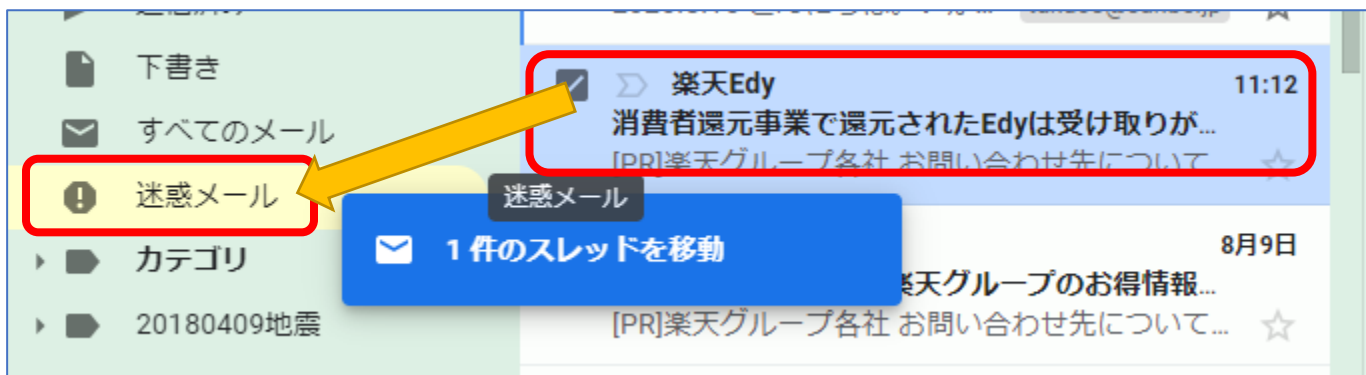 下書き
すべてのメール
迷惑メール
カテゴリ
20180409地震
楽天Edy 11:12
消費者還元事業で還元されたEdyは受け取りが...
[PR]楽天グループ各社 お問い合わせ先について
迷惑メール
1 件のスレッドを移動
8月9日
楽天グループのお得情報...
[PR]楽天グループ各社 お問い合わせ先について...